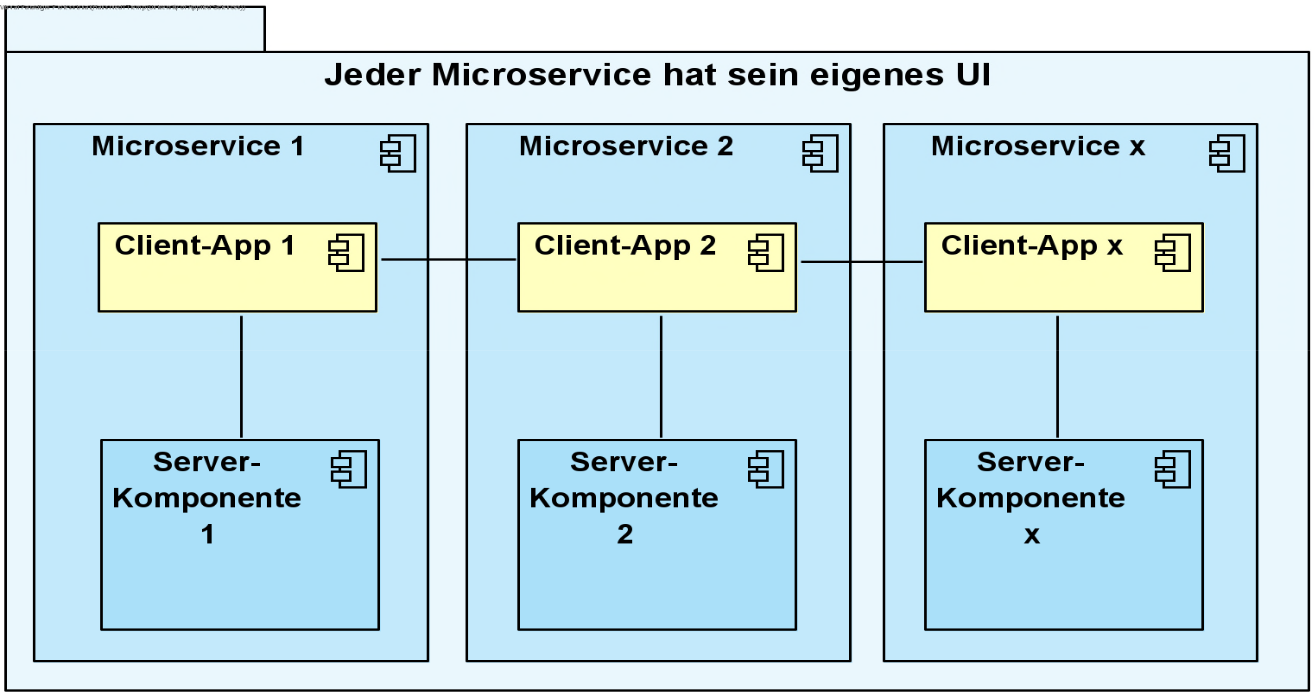 Jeder Microservice hat sein eigenes UI
Microservice 1
Microservice 2
Microservice x
Client-App 1
Client-App 2
Client-App x
Server-
Komponente
1
Server-
Komponente
2
Server-
Komponente
x